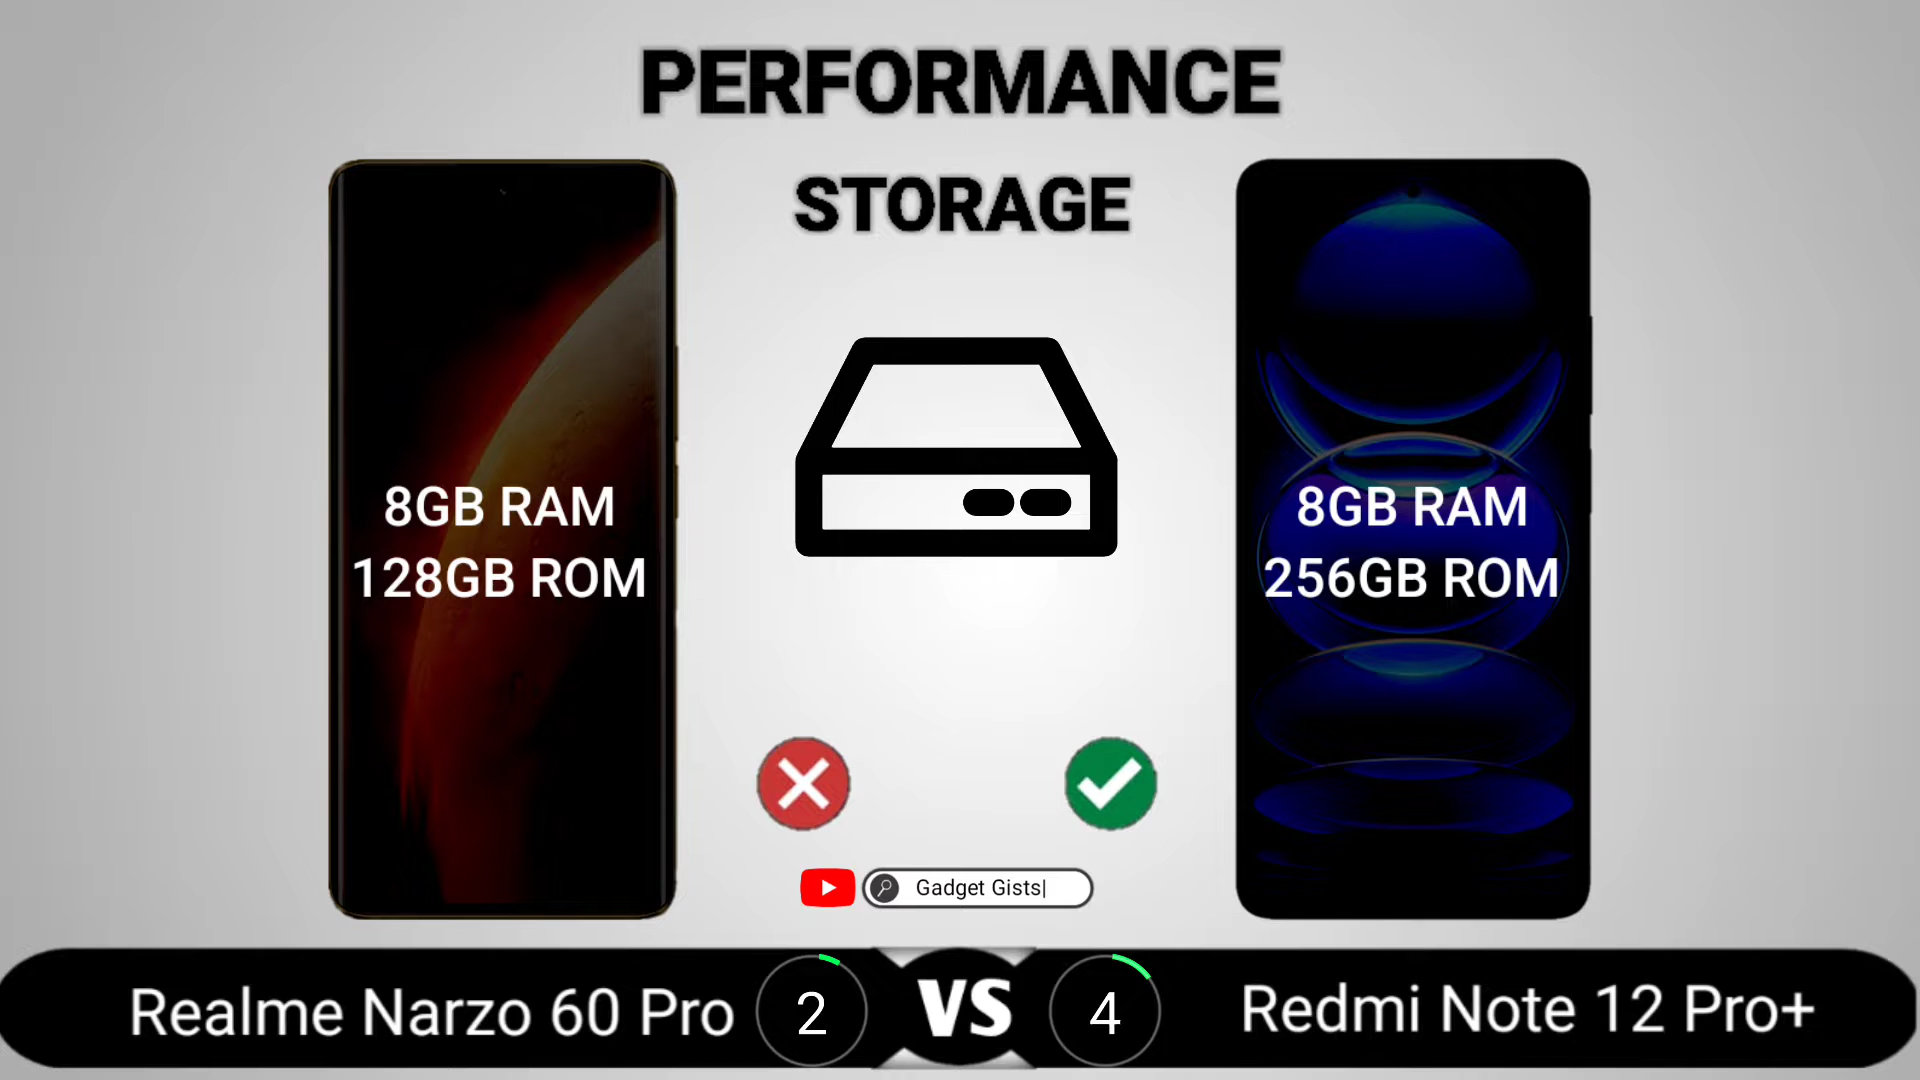 PERFORMANCE
STORAGE
8GB RAM
128GB ROM
8GB RAM
256GB ROM
Gadget Gists|
Realme Narzo 60 Pro
2
VS
4
Redmi Note 12 Pro+